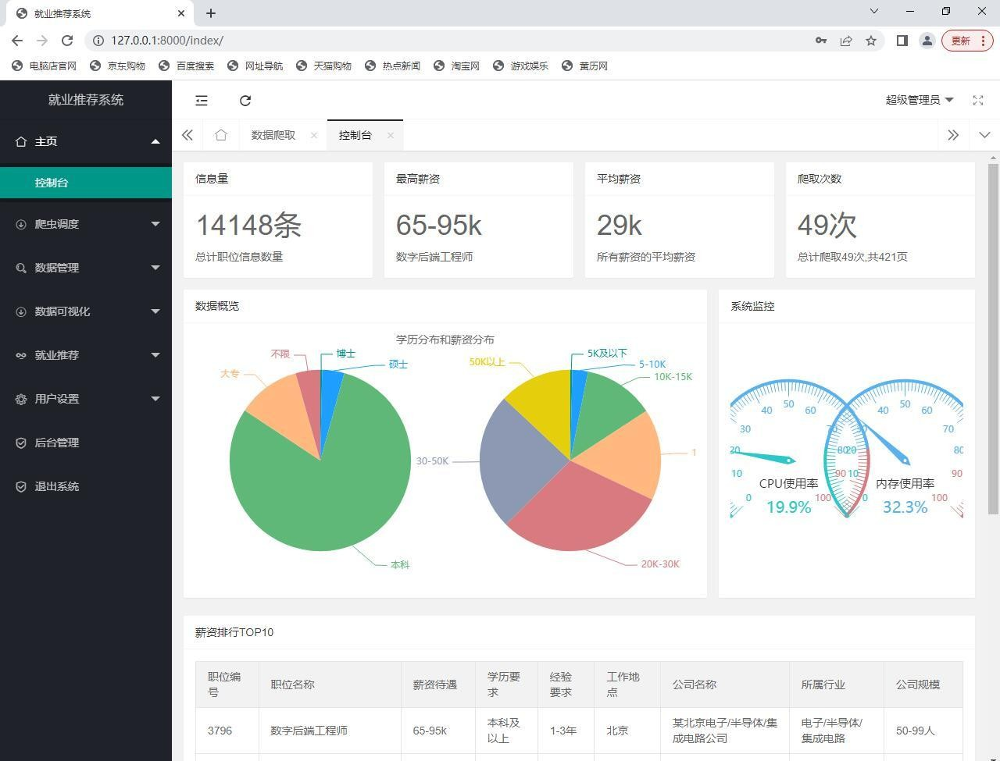 就业推荐系统
127.0.0.1:8000/index/
更新
电脑店官网 京东购物 百度搜索 网址导航 天猫购物 热点新闻 淘宝网 游戏娱乐 黄历网
就业推荐系统
主页
控制台
爬虫调度
数据管理
数据可视化
就业推荐
用户设置
后台管理
退出系统
超级管理员
数据爬取 控制台
信息量
14148条
总计职位信息数量
最高薪资
65-95k
数字后端工程师
平均薪资
29k
所有薪资的平均薪资
爬取次数
49次
总计爬取49次,共421页
数据概览
学历分布和薪资分布
不限 博士
硕士
大专
本科
50K以上 5K及以下
5-10K
10K-15K
1
30-50K
20K-30K
系统监控
0 10 20 30 40 50 60 70 80 90 100
CPU使用率
19.9%
0 10 20 30 40 50 60 70 80 90 100
内存使用率
32.3%
薪资排行TOP10
职位编号 职位名称 薪资待遇 学历要求 经验要求 工作地点 公司名称 所属行业 公司规模
3796 数字后端工程师 65-95k 本科及以上 1-3年 北京 某北京电子/半导体/集成电路公司 电子/半导体/集成电路 50-99人